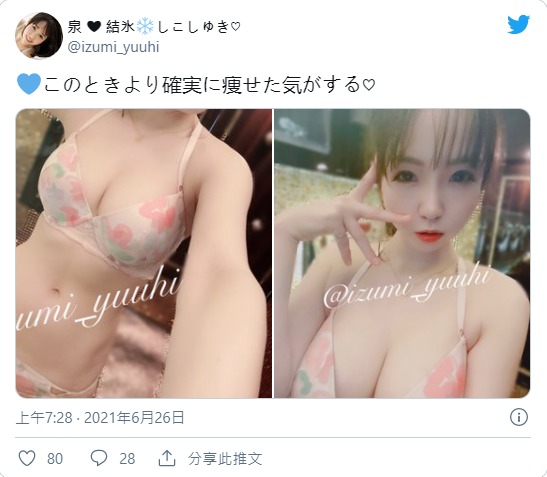 泉 🖤 結氷❄️しこしゅき♡
@izumi_yuuhi
💙このときより確実に痩せた気がする♡
umi_yuuhi
@izumi_yuuhi
上午7:28 · 2021年6月26日
80
28
分享此推文